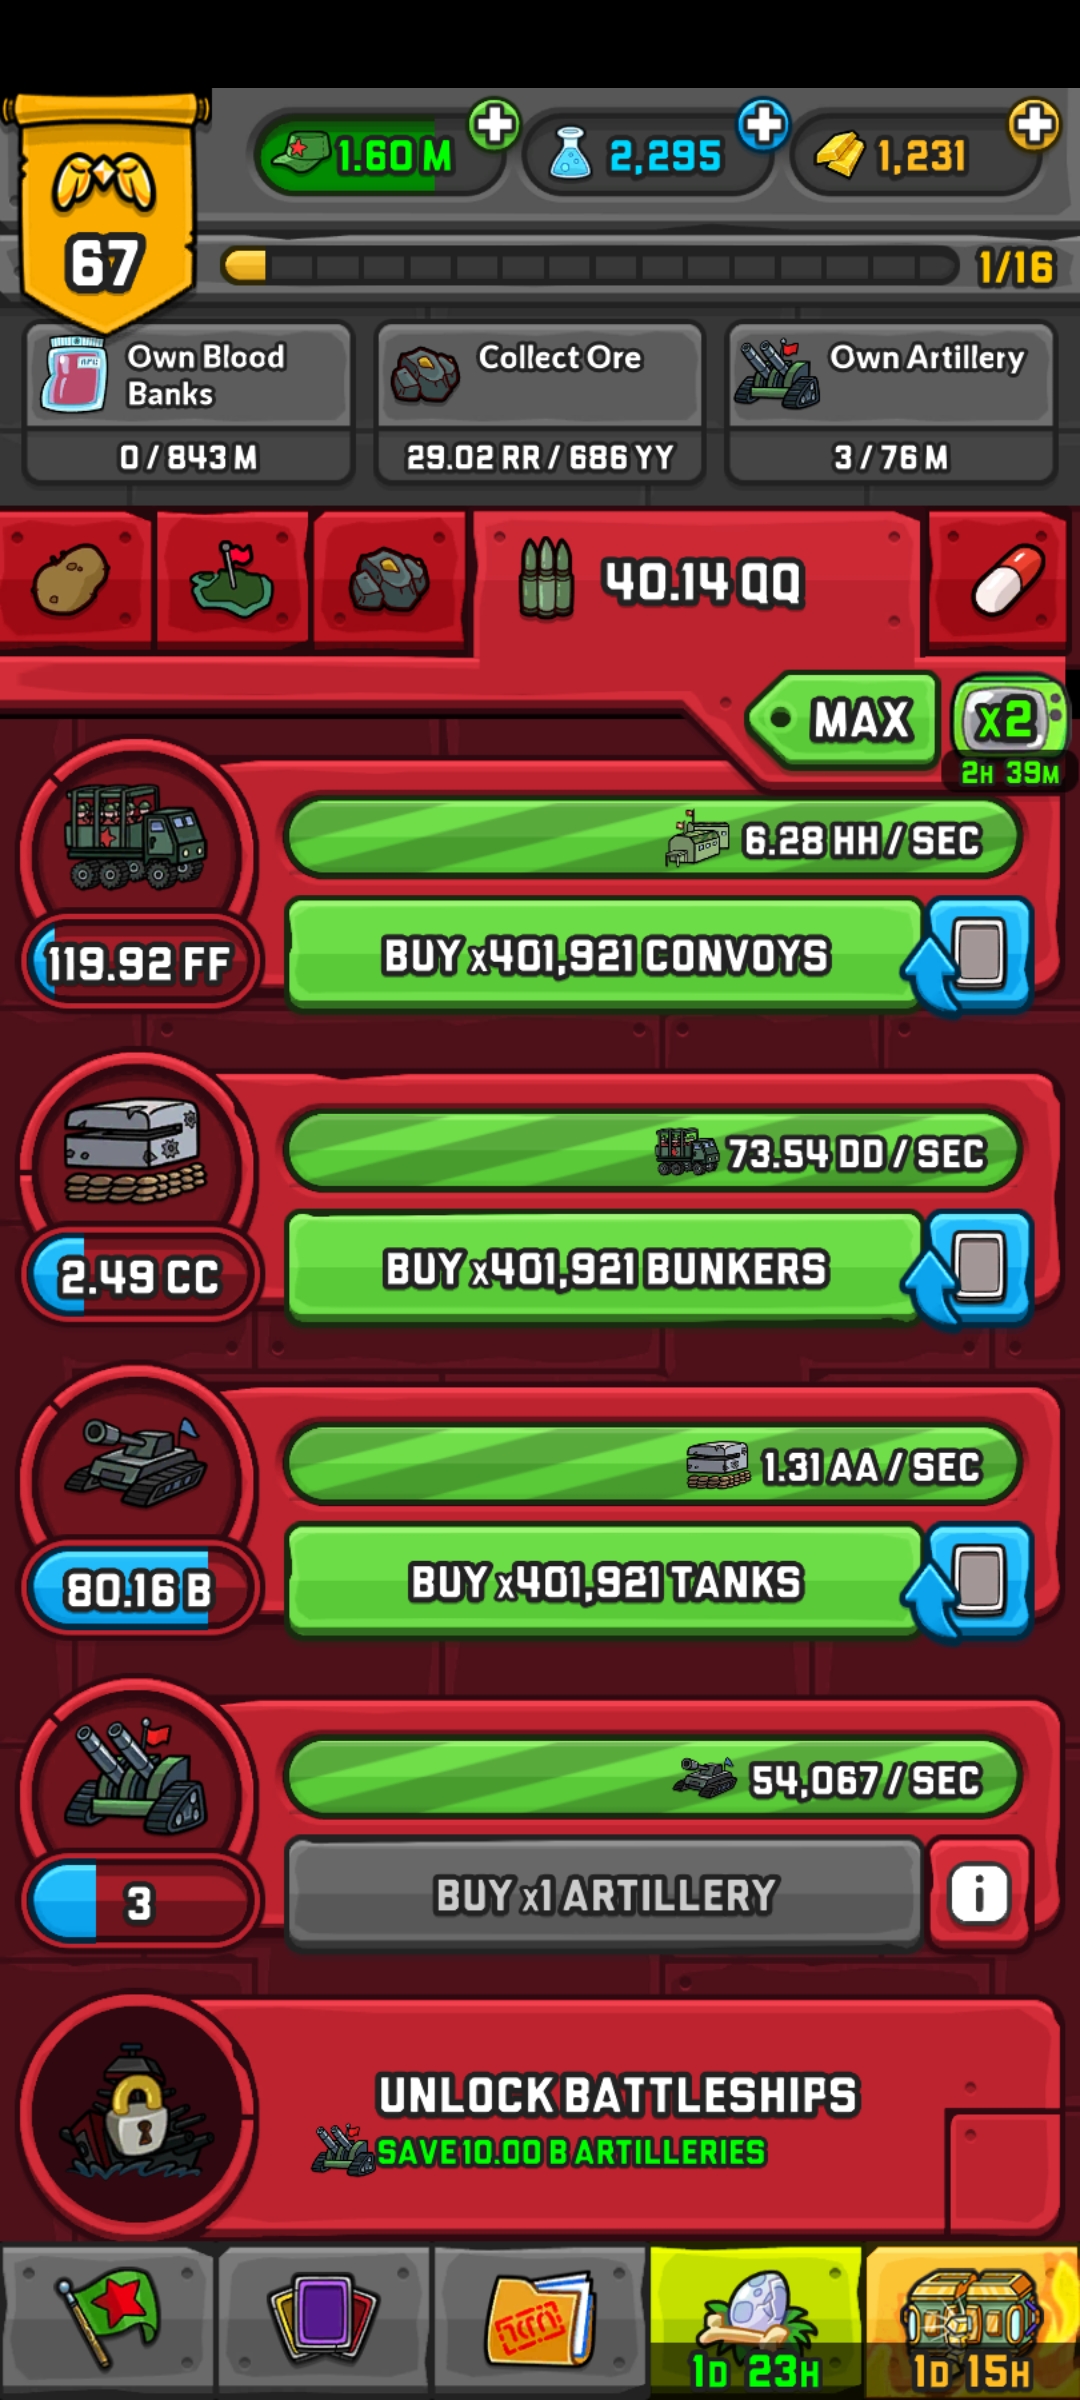 1.60 M
2,295
1,231
67
1/16
Own Blood
Banks
Collect Ore
Own Artillery
0 / 843 M
29.02 RR / 686 YY
3 / 76 M
40.14 QQ
MAX
x2
2H 39M
6.28 HH / SEC
119.92 FF
BUY x401,921 CONVOYS
73.54 DD / SEC
2.49 CC
BUY x401,921 BUNKERS
1.31 AA / SEC
80.16 B
BUY x401,921 TANKS
54,067 / SEC
3
BUY x1 ARTILLERY
i
UNLOCK BATTLESHIPS
SAVE 10.00 B ARTILLERIES
1D 23H
1D 15H